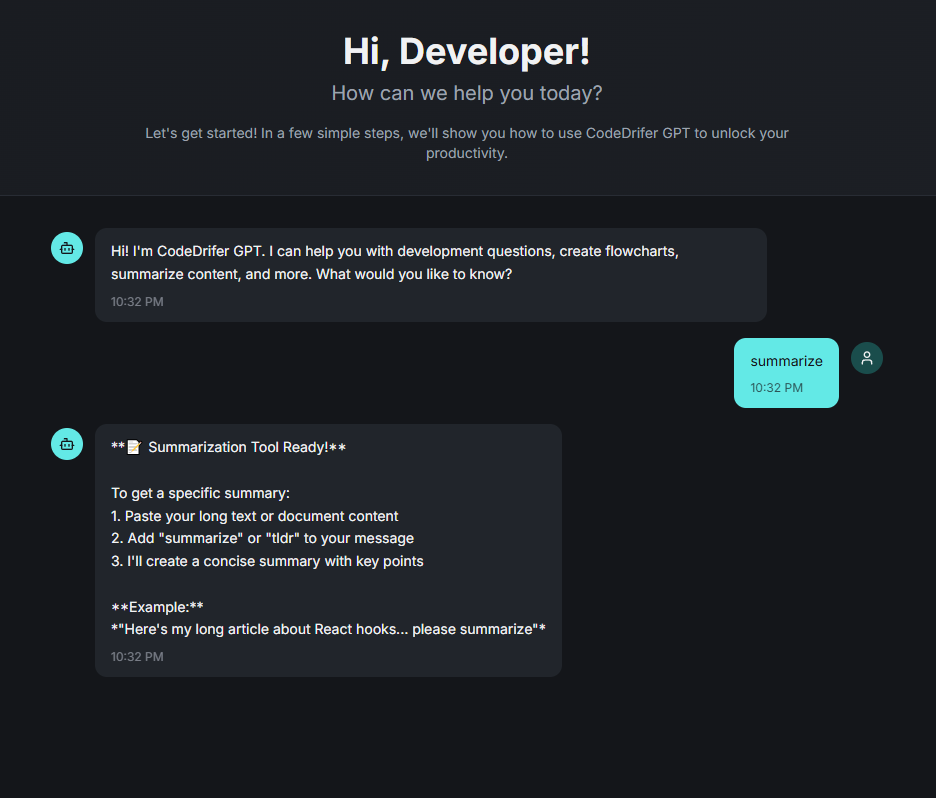 Hi, Developer!
How can we help you today?
Let's get started! In a few simple steps, we'll show you how to use CodeDrifer GPT to unlock your
productivity.
Hi! I'm CodeDrifer GPT. I can help you with development questions, create flowcharts,
summarize content, and more. What would you like to know?
10:32 PM
summarize
10:32 PM
**📝 Summarization Tool Ready!**
To get a specific summary:
1. Paste your long text or document content
2. Add "summarize" or "tldr" to your message
3. I'll create a concise summary with key points
**Example:**
*"Here's my long article about React hooks... please summarize"*
10:32 PM